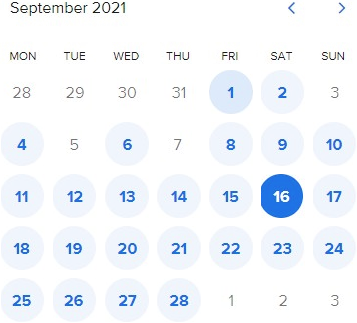 September 2021
MON TUE WED THU FRI SAT SUN
28 29 30 31 1 2 3
4 5 6 7 8 9 10
11 12 13 14 15 16 17
18 19 20 21 22 23 24
25 26 27 28 1 2 3